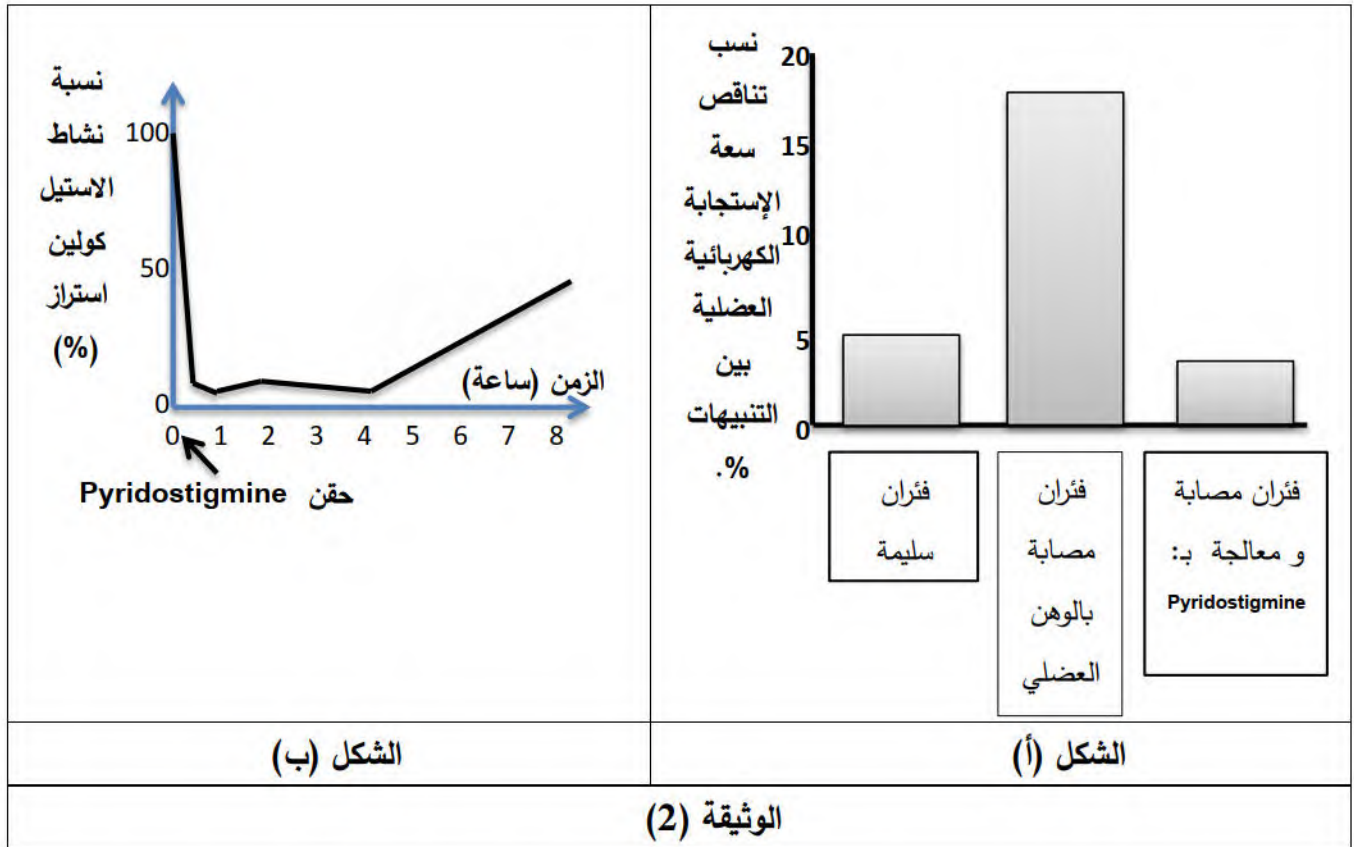 نسب
تناقص
سعة
الإستجابة
الكهربائية
العضلية
بين
التنبيهات
%.
20
15
10
5
0
فئران
سليمة
فئران
مصابة
بالوهن
العضلي
فئران مصابة
و معالجة بـ:
Pyridostigmine
الشكل (أ)
نسبة
نشاط
الاستيل
كولين
استراز
(%)
100
50
0
الزمن (ساعة)
0 1 2 3 4 5 6 7 8
حقن Pyridostigmine
الشكل (ب)
الوثيقة (2)